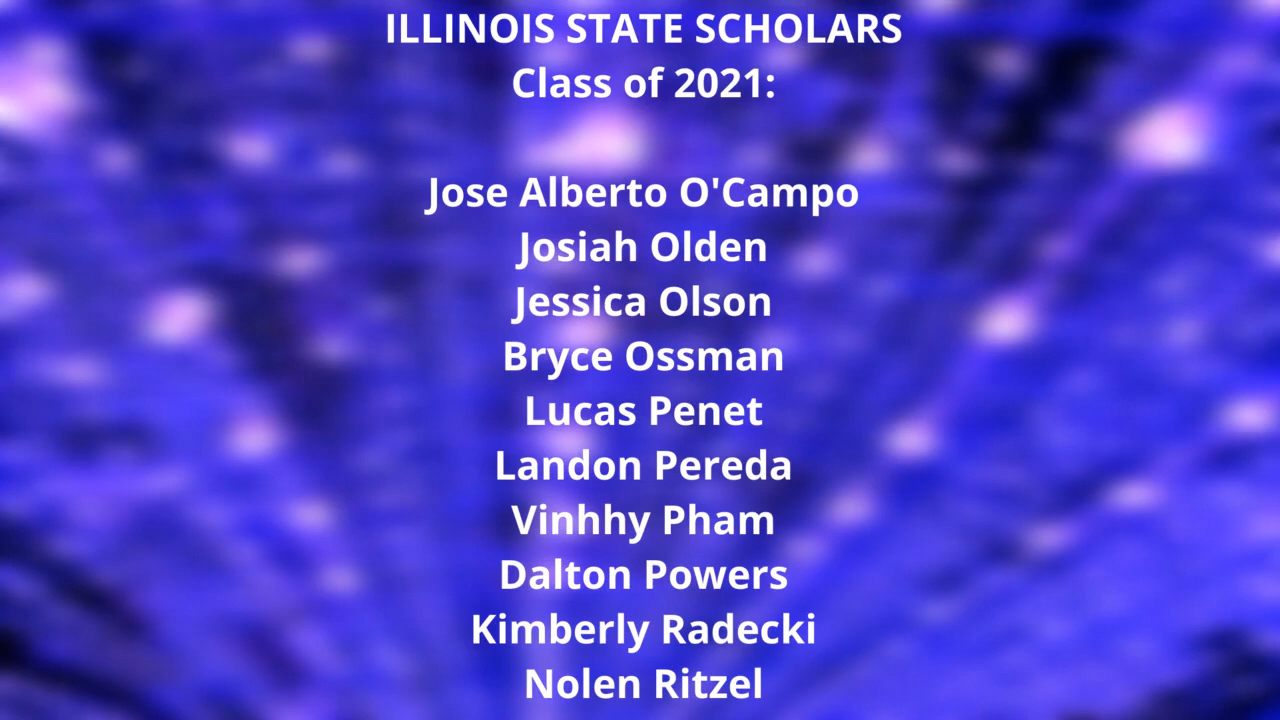 ILLINOIS STATE SCHOLARS
Class of 2021:
Jose Alberto O'Campo
Josiah Olden
Jessica Olson
Bryce Ossman
Lucas Penet
Landon Pereda
Vinhhy Pham
Dalton Powers
Kimberly Radecki
Nolen Ritzel